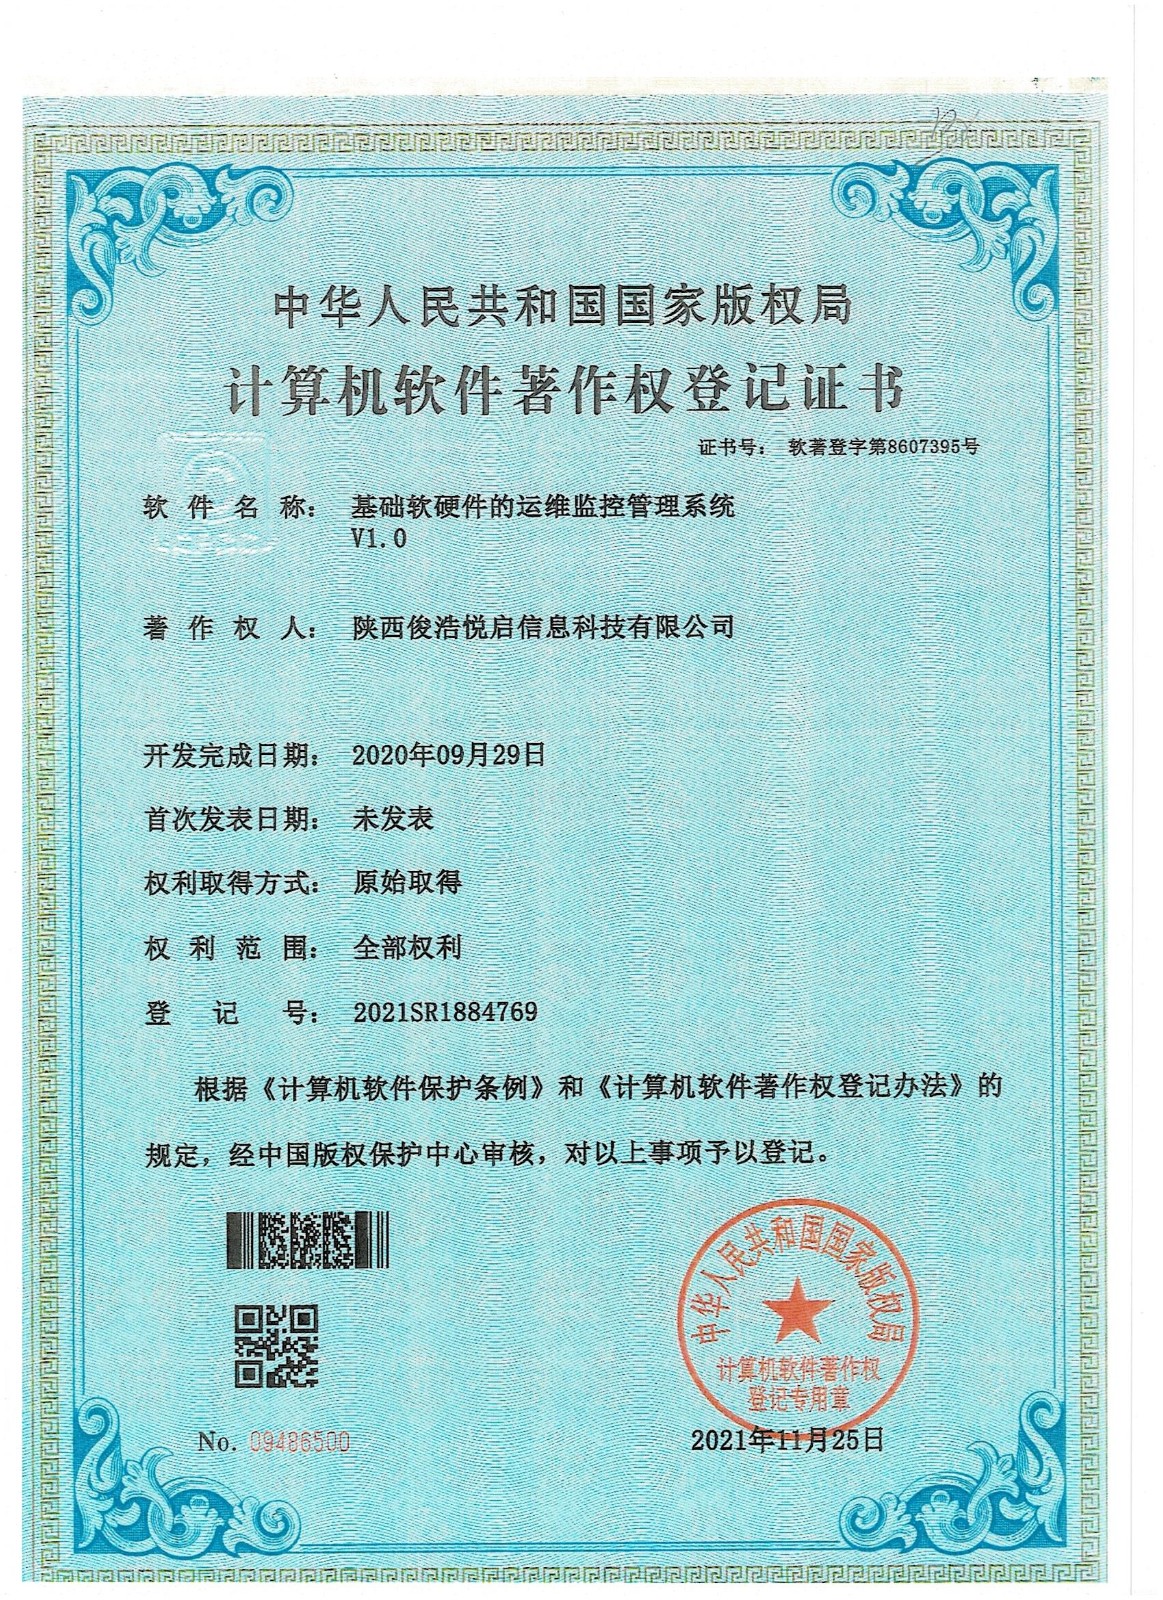 中华人民共和国国家版权局
计算机软件著作权登记证书
证书号： 软著登字第8607395号
软件名称： 基础软硬件的运维监控管理系统
V1.0
著作权人： 陕西俊浩悦启信息科技有限公司
开发完成日期： 2020年09月29日
首次发表日期： 未发表
权利取得方式： 原始取得
权利范围： 全部权利
登记号： 2021SR1884769
根据《计算机软件保护条例》和《计算机软件著作权登记办法》的
规定，经中国版权保护中心审核，对以上事项予以登记。
中华人民共和国国家版权局
计算机软件著作权
登记专用章
No. 09486500
2021年11月25日